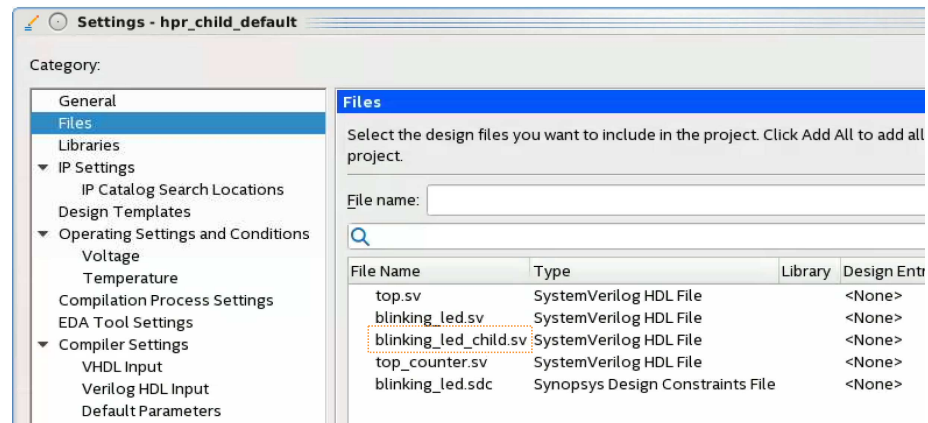 Settings - hpr_child_default
Category:
General
Files
Libraries
IP Settings
IP Catalog Search Locations
Design Templates
Operating Settings and Conditions
Voltage
Temperature
Compilation Process Settings
EDA Tool Settings
Compiler Settings
VHDL Input
Verilog HDL Input
Default Parameters
Files
Select the design files you want to include in the project. Click Add All to add all
project.
File name:
File Name Type Library Design Entr
top.sv SystemVerilog HDL File <None>
blinking_led.sv SystemVerilog HDL File <None>
blinking_led_child.sv SystemVerilog HDL File <None>
top_counter.sv SystemVerilog HDL File <None>
blinking_led.sdc Synopsys Design Constraints File <None>